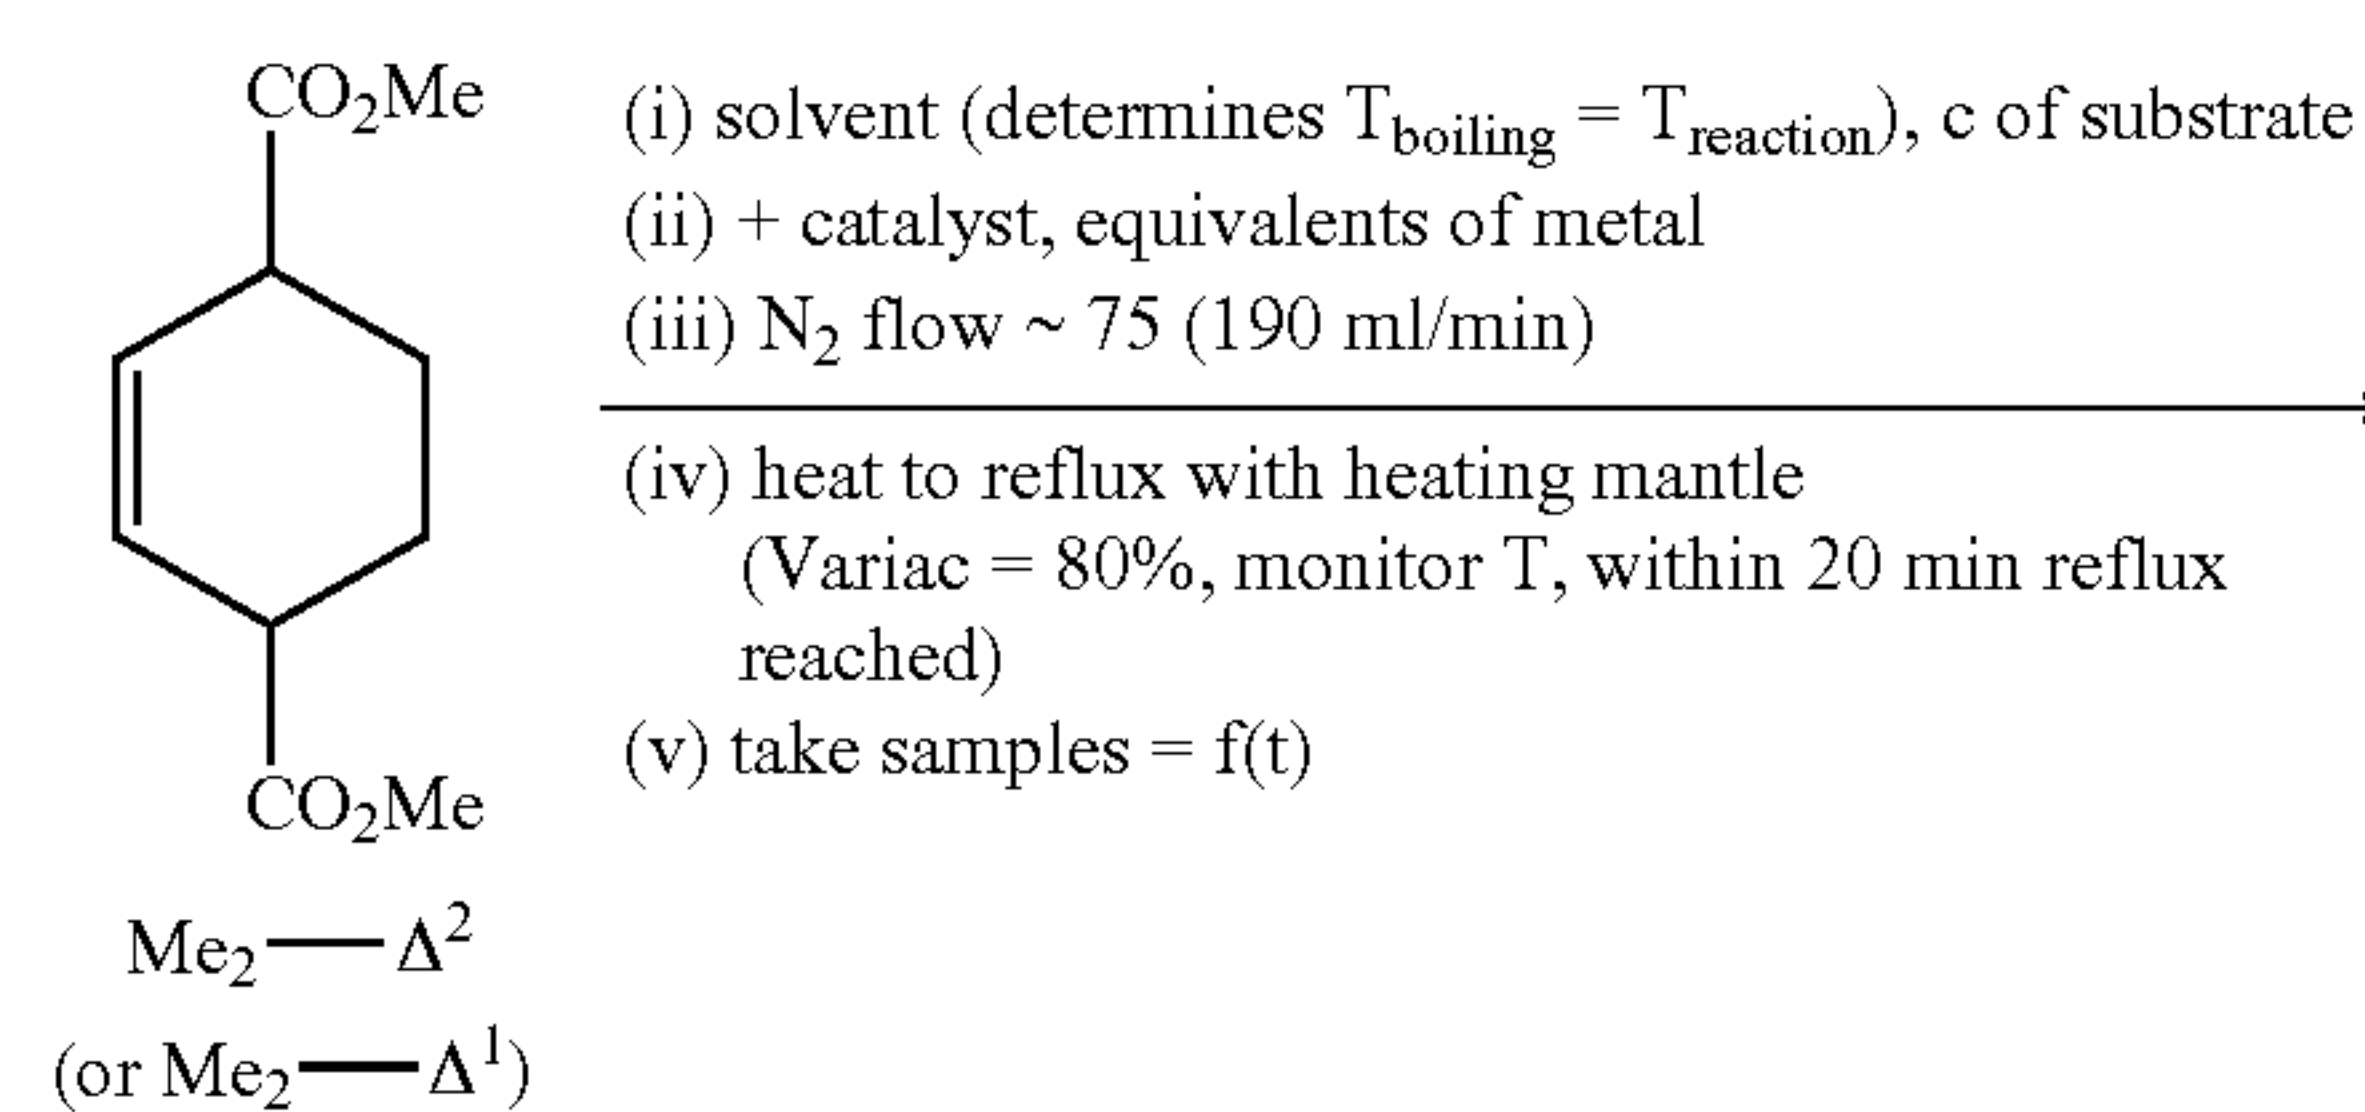 CO₂Me
(i) solvent (determines T_boiling = T_reaction), c of substrate
(ii) + catalyst, equivalents of metal
(iii) N₂ flow ~ 75 (190 ml/min)
(iv) heat to reflux with heating mantle
(Variac = 80%, monitor T, within 20 min reflux
reached)
(v) take samples = f(t)
CO₂Me
Me₂—Δ²
(or Me₂—Δ¹)